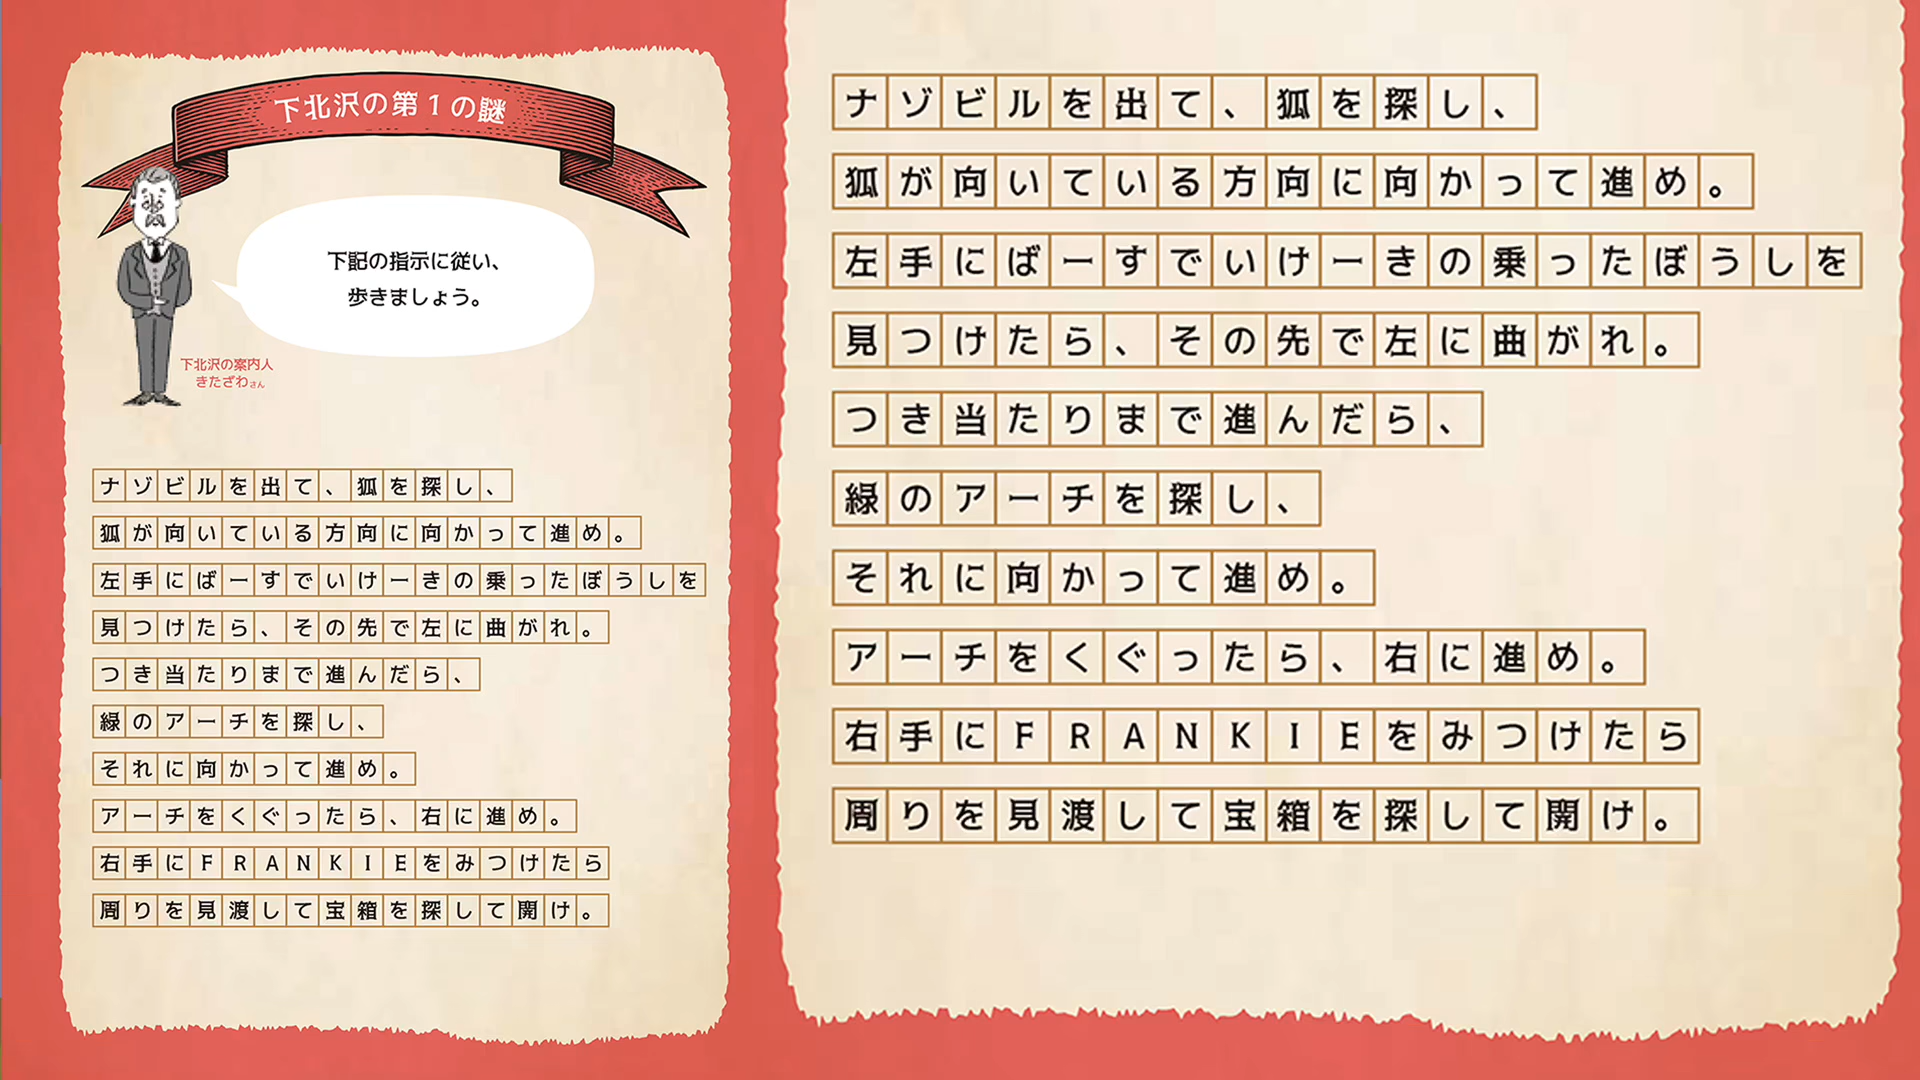 下北沢の第1の謎
下記の指示に従い、
歩きましょう。
下北沢の案内人
きたざわさん
ナゾビルを出て、狐を探し、
狐が向いている方向に向かって進め。
左手にばーすでいけーきの乗ったぼうしを
見つけたら、その先で左に曲がれ。
つき当たりまで進んだら、
緑のアーチを探し、
それに向かって進め。
アーチをくぐったら、右に進め。
右手にFRANKIEをみつけたら
周りを見渡して宝箱を探して開け。
ナゾビルを出て、狐を探し、
狐が向いている方向に向かって進め。
左手にばーすでいけーきの乗ったぼうしを
見つけたら、その先で左に曲がれ。
つき当たりまで進んだら、
緑のアーチを探し、
それに向かって進め。
アーチをくぐったら、右に進め。
右手にFRANKIEをみつけたら
周りを見渡して宝箱を探して開け。